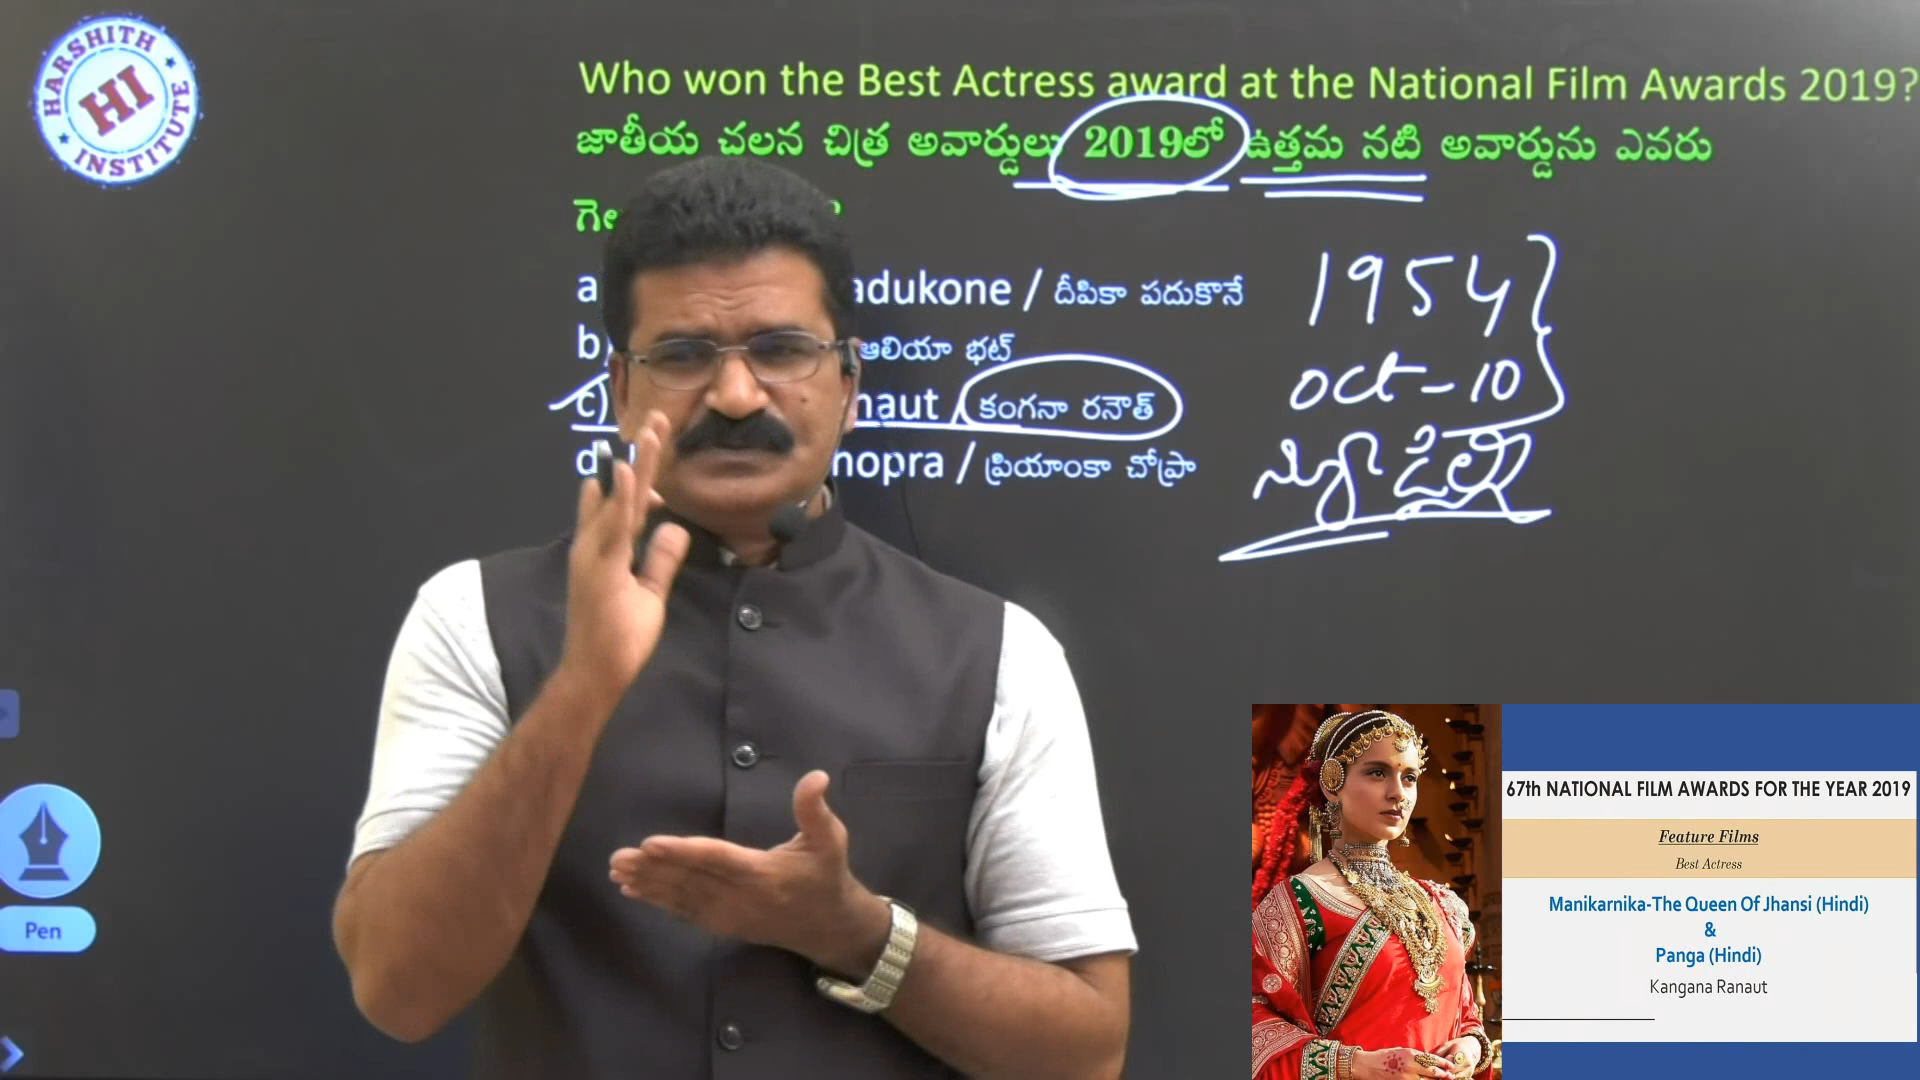 HARSHITH
HI
INSTITUTE
Who won the Best Actress award at the National Film Awards 2019?
జాతీయ చలన చిత్ర అవార్డులు 2019లో ఉత్తమ నటి అవార్డును ఎవరు
a adukone / దీపికా పదుకొనే
b) ఆలియా భట్
c) naut / కంగనా రనౌత్
d hopra / ప్రియాంకా చోప్రా
1954
oct-10
న్యూ ఢిల్లీ
Pen
67th NATIONAL FILM AWARDS FOR THE YEAR 2019
Feature Films
Best Actress
Manikarnika-The Queen Of Jhansi (Hindi)
&
Panga (Hindi)
Kangana Ranaut